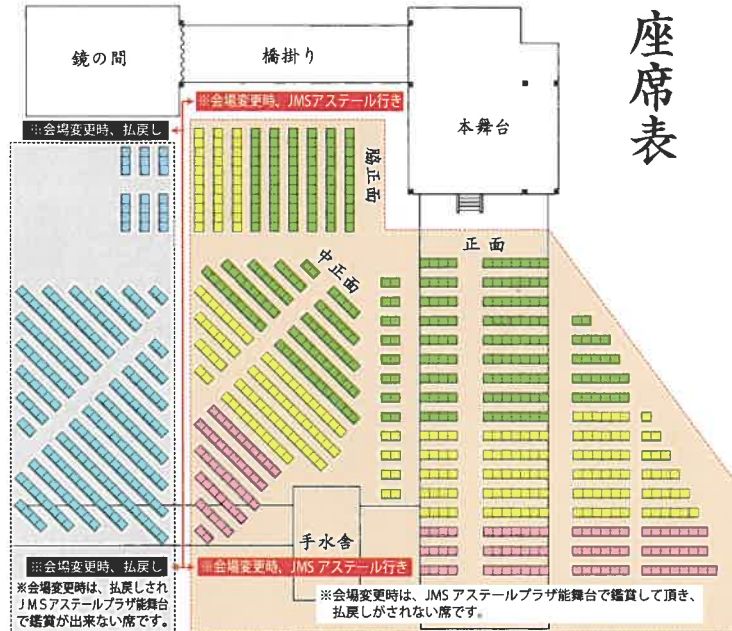 座席表
鏡の間
橋掛り
本舞台
※会場変更時、JMSアステール行き
※会場変更時、払戻し
脇正面
中正面
正面
手水舎
※会場変更時、払戻し
※会場変更時、JMS アステール行き
※会場変更時は、払戻しされ
JMSアステールプラザ能舞台
で鑑賞が出来ない席です。
※会場変更時は、JMS アステールプラザ能舞台で鑑賞して頂き、
払戻しがされない席です。